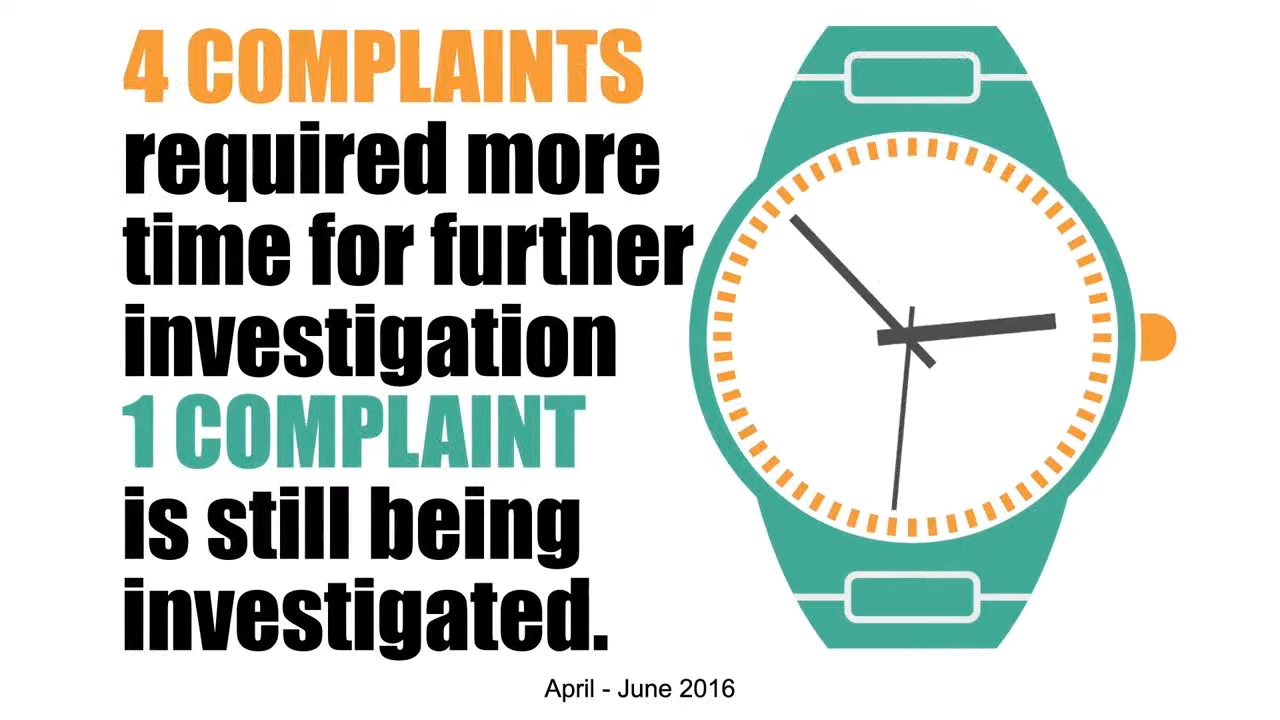 4 COMPLAINTS
required more
time for further
investigation
1 COMPLAINT
is still being
investigated.
April - June 2016